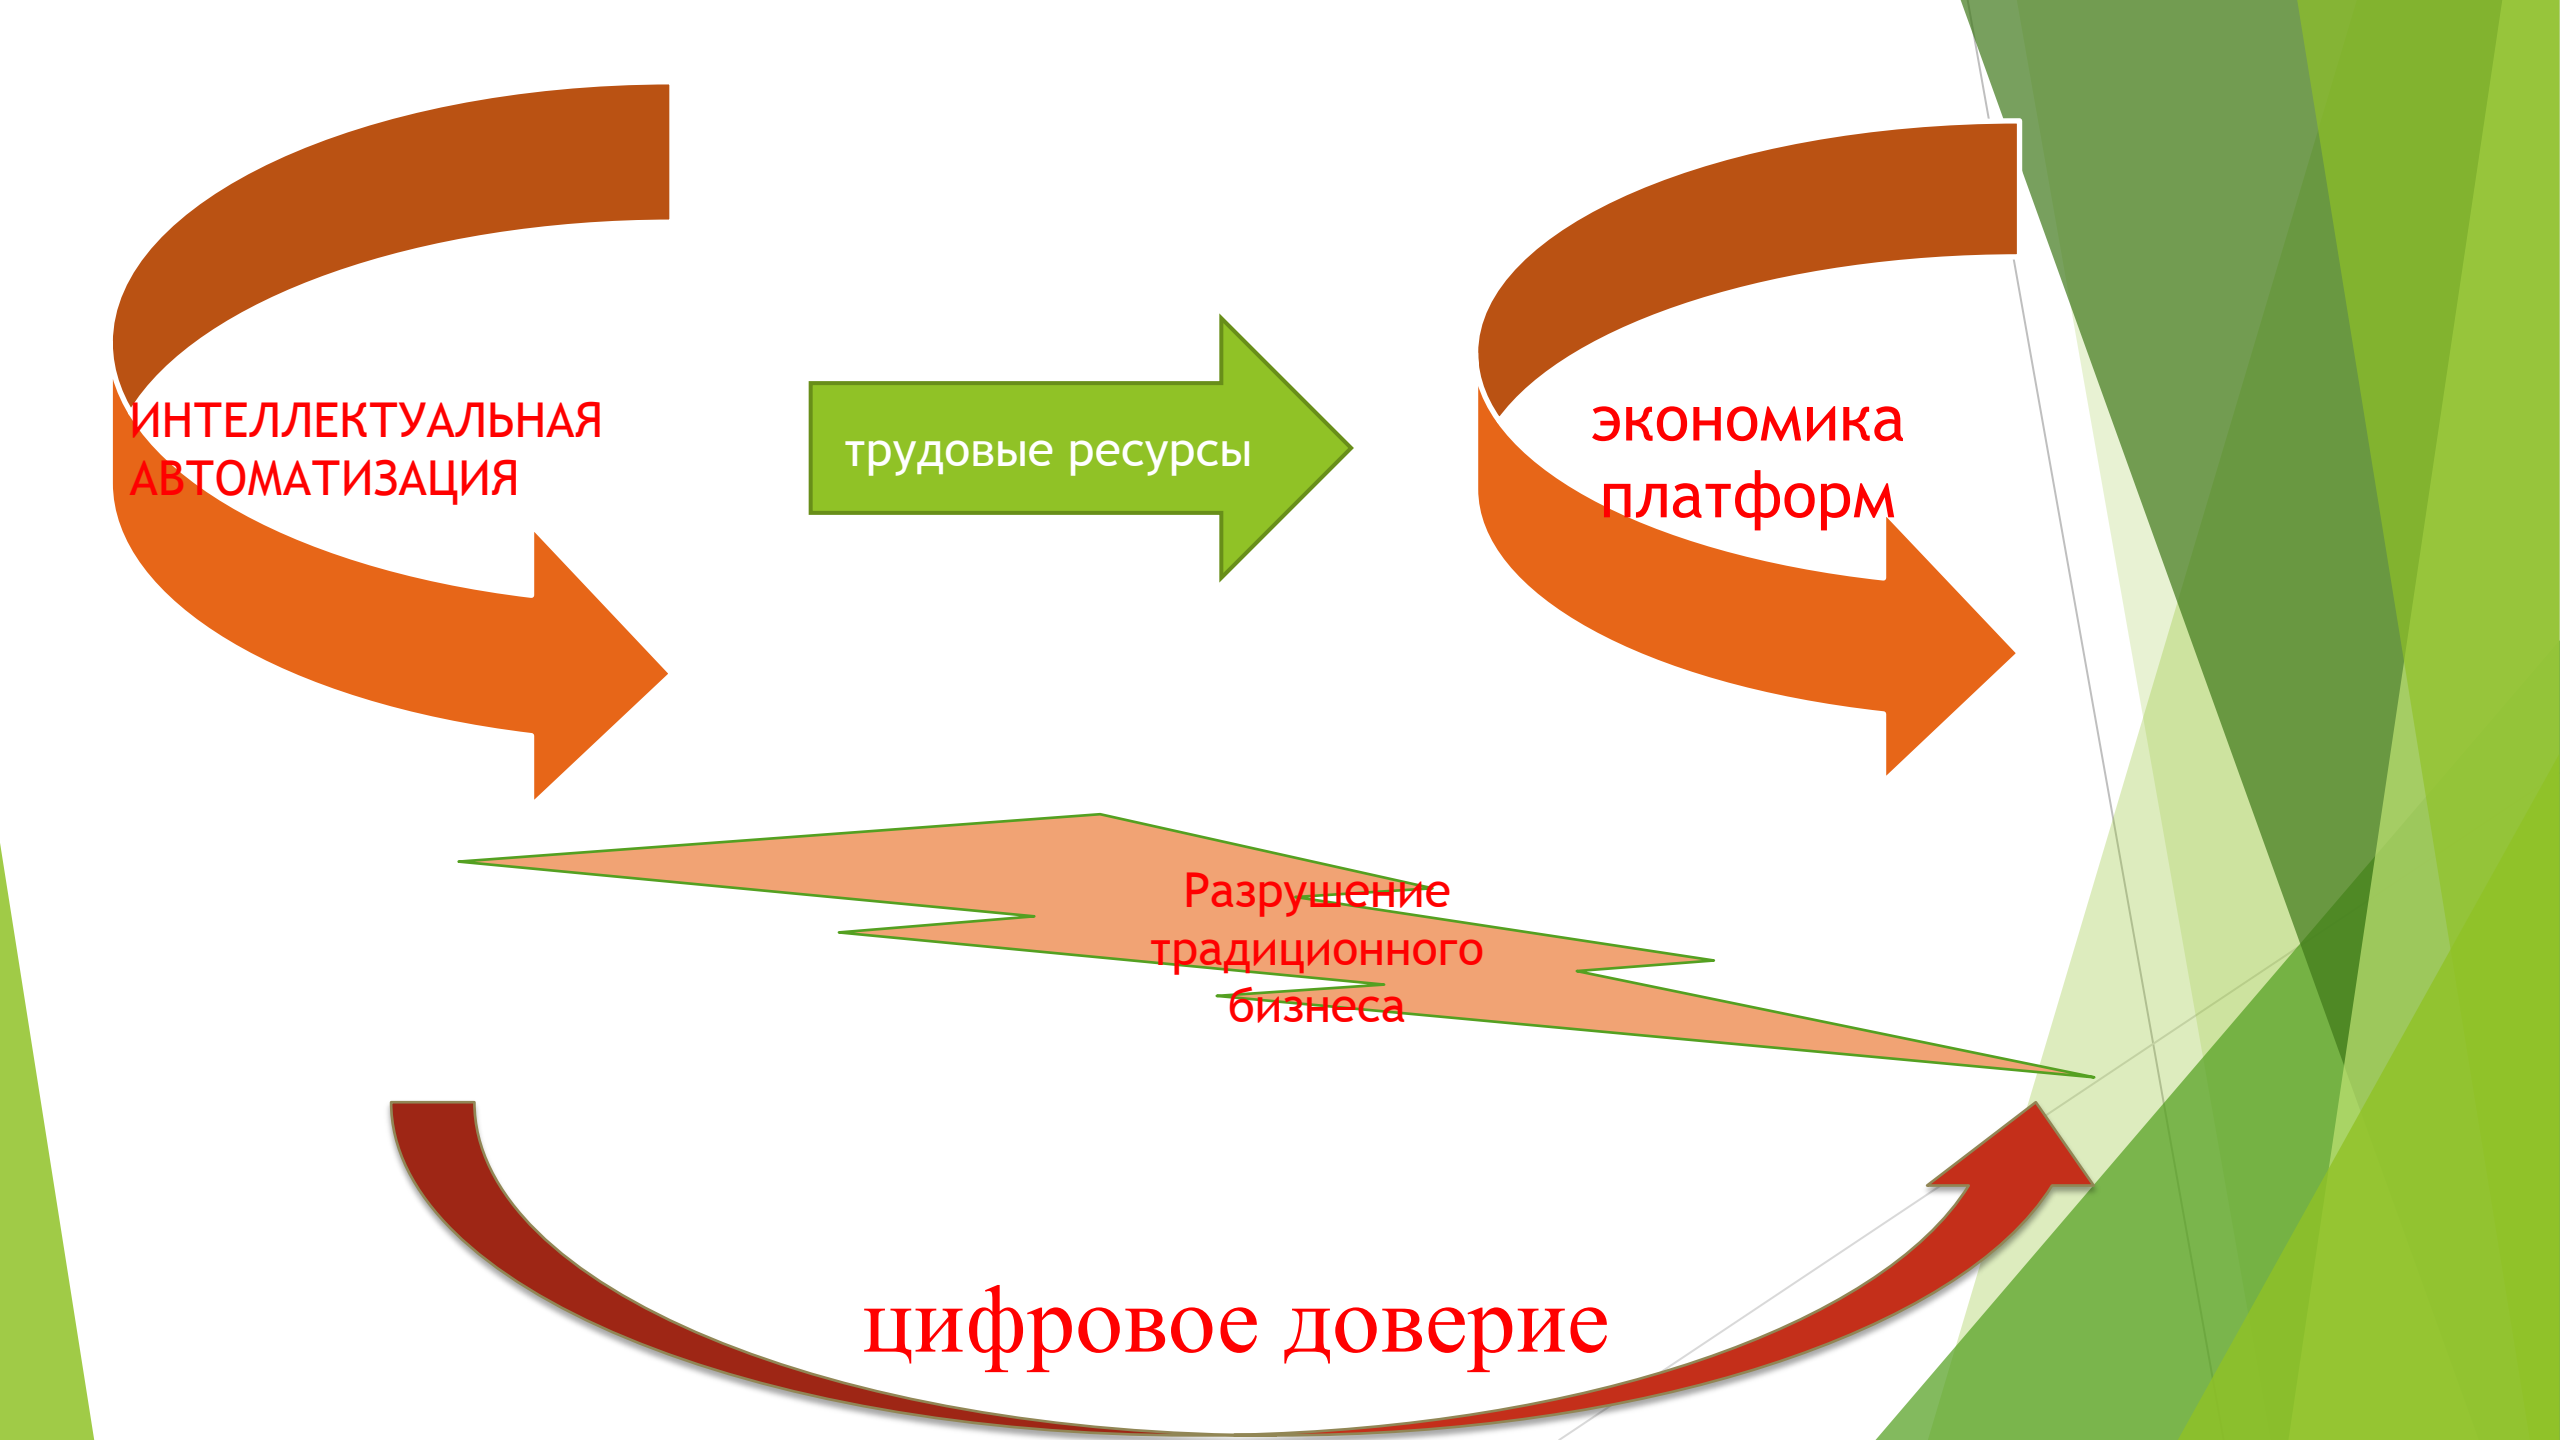 ИНТЕЛЛЕКТУАЛЬНАЯ
АВТОМАТИЗАЦИЯ
трудовые ресурсы
экономика
платформ
Разрушение
традиционного
бизнеса
цифровое доверие